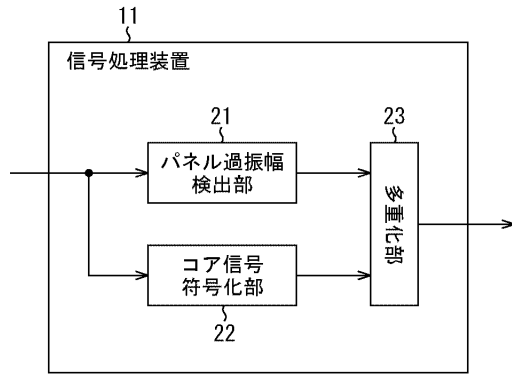 11
信号処理装置
21
パネル過振幅
検出部
23
多重化部
コア信号
符号化部
22